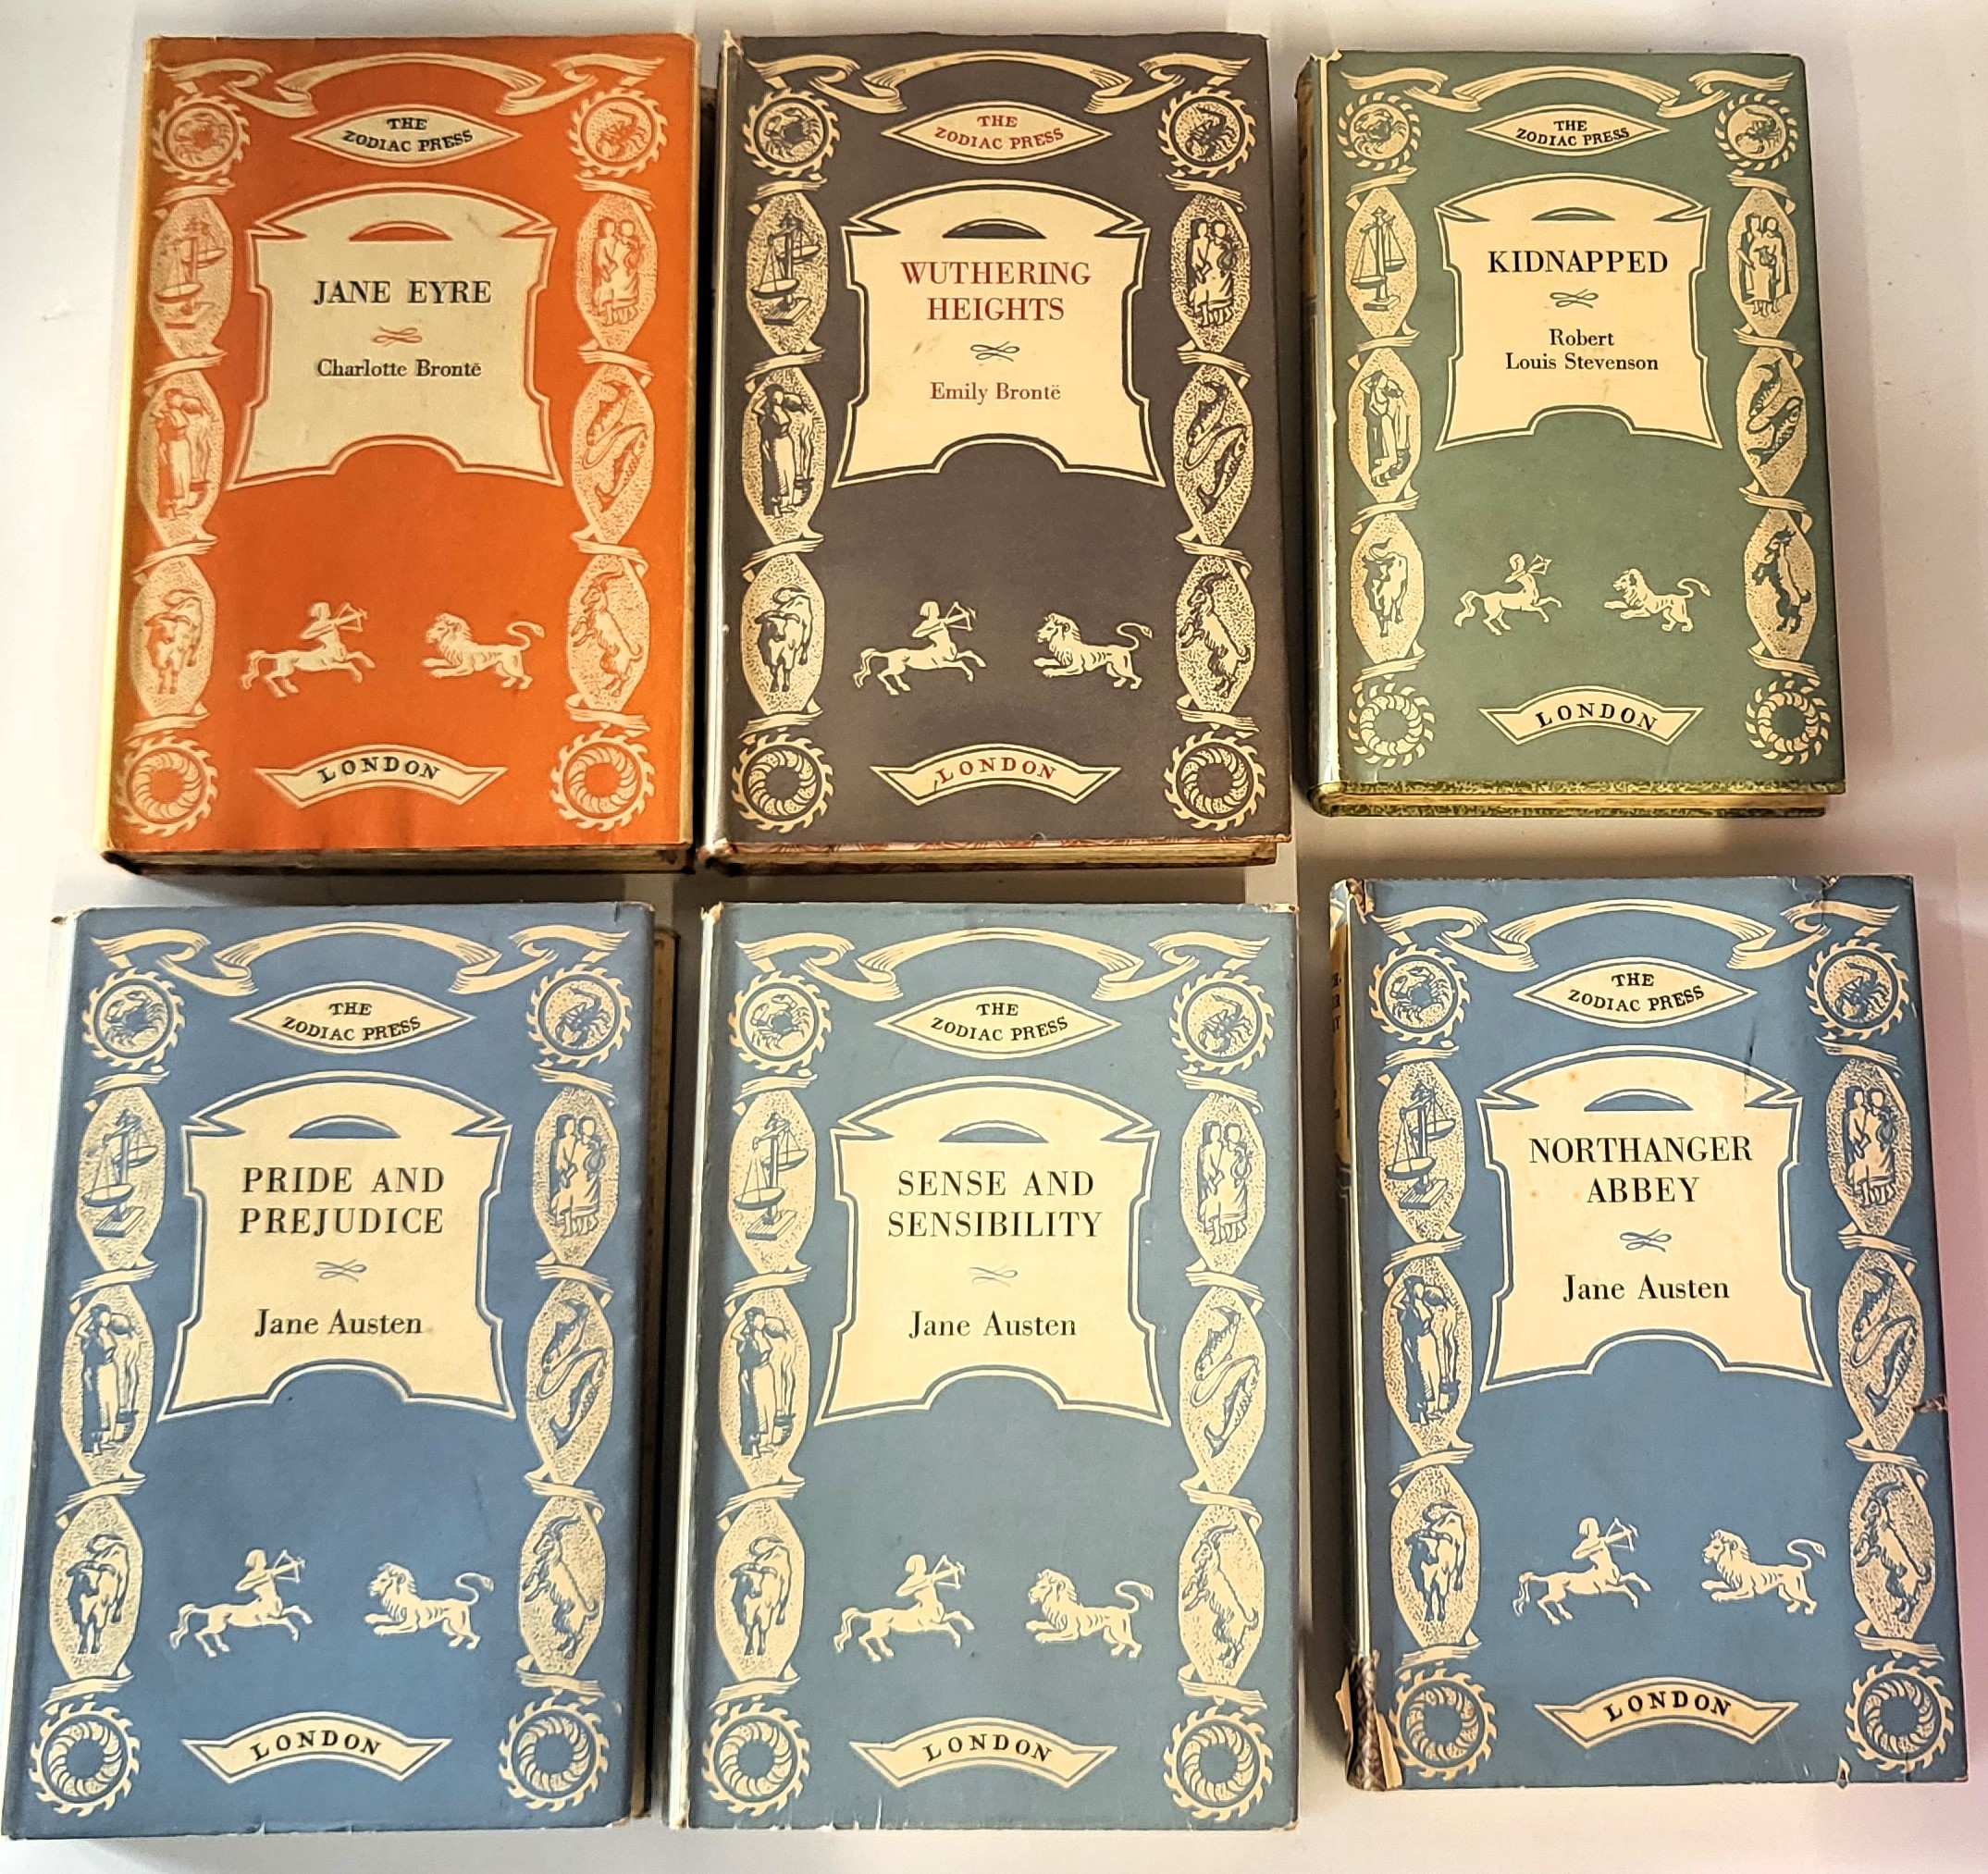 THE
ZODIAC PRESS
JANE EYRE
Charlotte Brontë
LONDON
THE
ZODIAC PRESS
WUTHERING
HEIGHTS
Emily Brontë
LONDON
THE
ZODIAC PRESS
KIDNAPPED
Robert
Louis Stevenson
LONDON
THE
ZODIAC PRESS
PRIDE AND
PREJUDICE
Jane Austen
LONDON
THE
ZODIAC PRESS
SENSE AND
SENSIBILITY
Jane Austen
LONDON
THE
ZODIAC PRESS
NORTHANGER
ABBEY
Jane Austen
LONDON